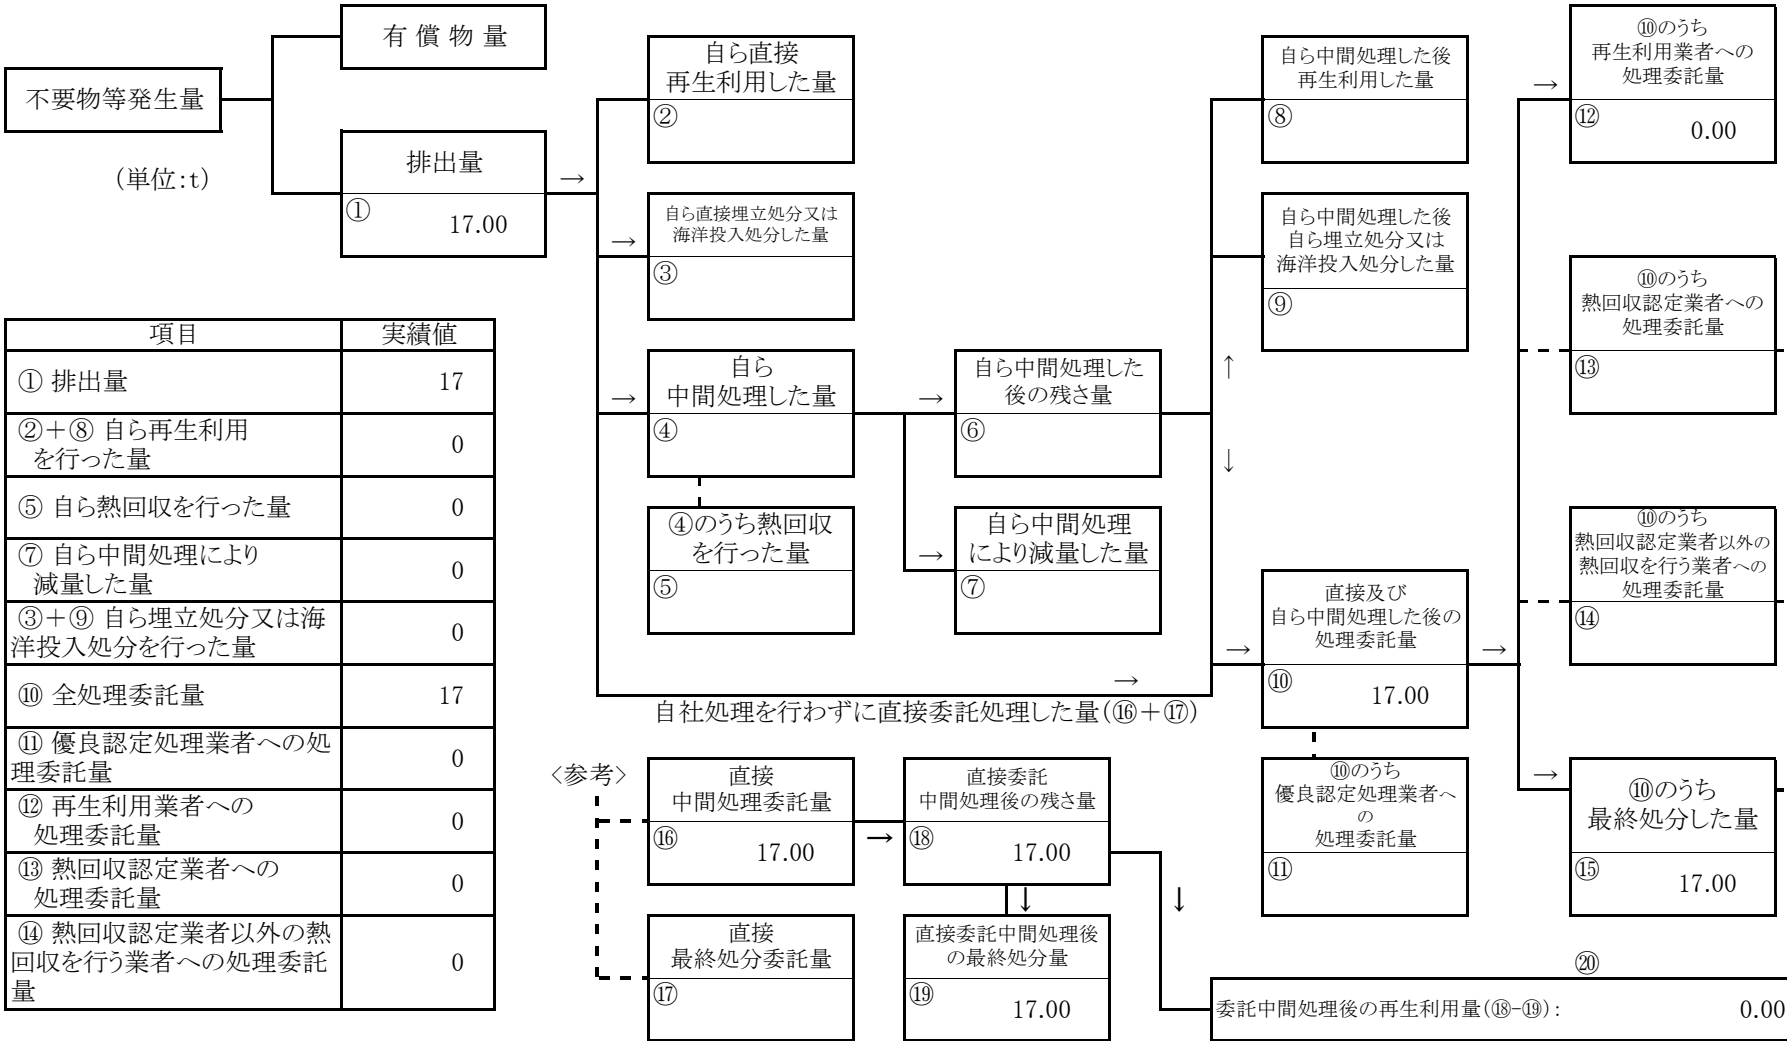 不要物等発生量
有償物量
(単位:t)
排出量
①
17.00
→
自ら直接
再生利用した量
②
→
自ら直接埋立処分又は
海洋投入処分した量
③
→
自ら
中間処理した量
④
④のうち熱回収
を行った量
⑤
→
自ら中間処理した
後の残さ量
⑥
→
自ら中間処理
により減量した量
⑦
自ら中間処理した後
再生利用した量
⑧
自ら中間処理した後
自ら埋立処分又は
海洋投入処分した量
⑨
↑
↓
→
自社処理を行わずに直接委託処理した量(⑯+⑰)
→
直接及び
自ら中間処理した後の
処理委託量
⑩
17.00
⑩のうち
優良認定処理業者へ
の
処理委託量
⑪
→
→
⑩のうち
再生利用業者への
処理委託量
⑫
0.00
⑩のうち
熱回収認定業者への
処理委託量
⑬
⑩のうち
熱回収認定業者以外の
熱回収を行う業者への
処理委託量
⑭
→
⑩のうち
最終処分した量
⑮
17.00
項目 実績値
① 排出量 17
②+⑧ 自ら再生利用
を行った量 0
⑤ 自ら熱回収を行った量 0
⑦ 自ら中間処理により
減量した量 0
③+⑨ 自ら埋立処分又は海
洋投入処分を行った量 0
⑩ 全処理委託量 17
⑪ 優良認定処理業者への処
理委託量 0
⑫ 再生利用業者への
処理委託量 0
⑬ 熱回収認定業者への
処理委託量 0
⑭ 熱回収認定業者以外の熱
回収を行う業者への処理委託
量 0
<参考>
直接
中間処理委託量
⑯
17.00
→
直接委託
中間処理後の残さ量
⑱
17.00
↓
↓
直接
最終処分委託量
⑰
直接委託中間処理後
の最終処分量
⑲
17.00
⑳
委託中間処理後の再生利用量(⑱-⑲): 0.00